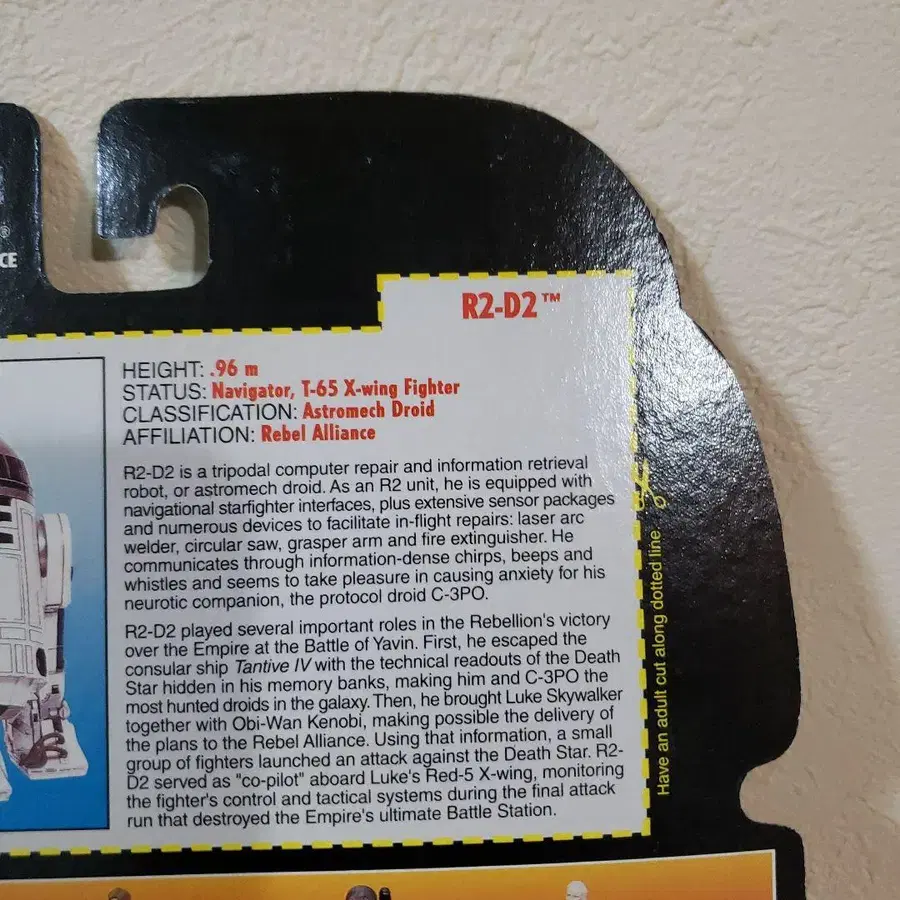 ®
CE
R2-D2™
HEIGHT: .96 m
STATUS: Navigator, T-65 X-wing Fighter
CLASSIFICATION: Astromech Droid
AFFILIATION: Rebel Alliance
R2-D2 is a tripodal computer repair and information retrieval
robot, or astromech droid. As an R2 unit, he is equipped with
navigational starfighter interfaces, plus extensive sensor packages
and numerous devices to facilitate in-flight repairs: laser arc
welder, circular saw, grasper arm and fire extinguisher. He
communicates through information-dense chirps, beeps and
whistles and seems to take pleasure in causing anxiety for his
neurotic companion, the protocol droid C-3PO.
R2-D2 played several important roles in the Rebellion's victory
over the Empire at the Battle of Yavin. First, he escaped the
consular ship Tantive IV with the technical readouts of the Death
Star hidden in his memory banks, making him and C-3PO the
most hunted droids in the galaxy. Then, he brought Luke Skywalker
together with Obi-Wan Kenobi, making possible the delivery of
the plans to the Rebel Alliance. Using that information, a small
group of fighters launched an attack against the Death Star. R2-
D2 served as "co-pilot" aboard Luke's Red-5 X-wing, monitoring
the fighter's control and tactical systems during the final attack
run that destroyed the Empire's ultimate Battle Station.
Have an adult cut along dotted line